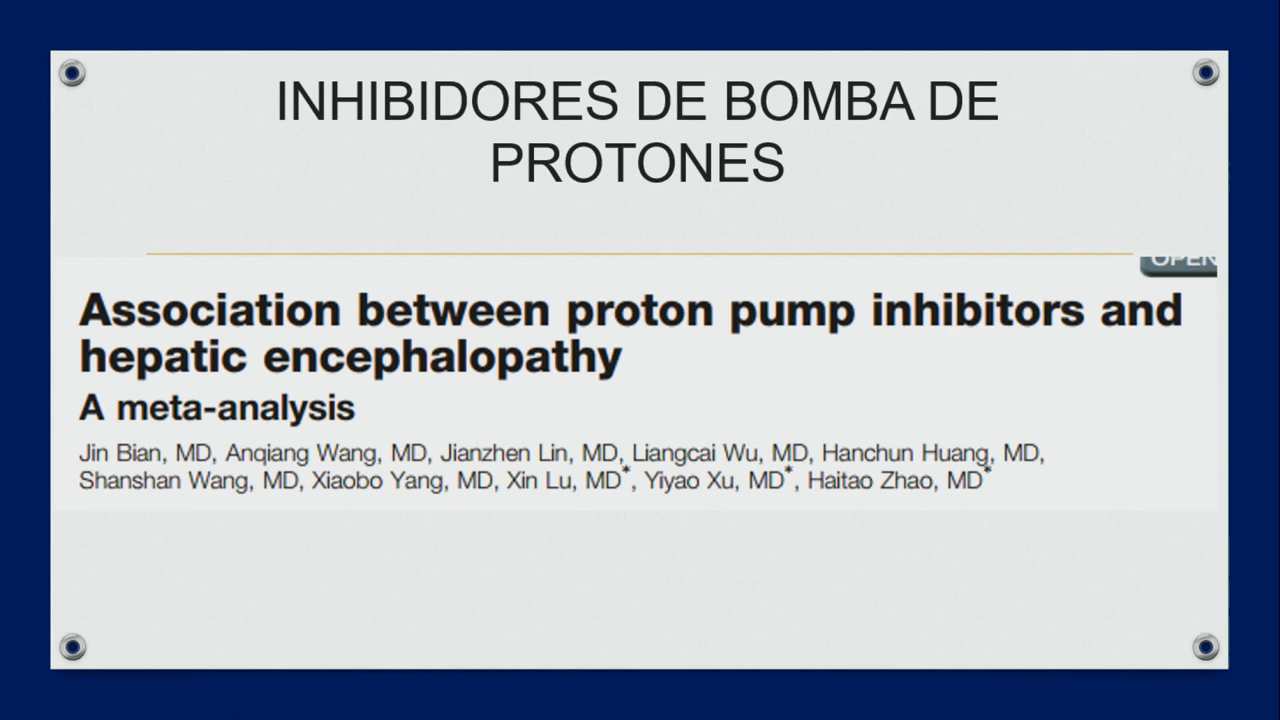 INHIBIDORES DE BOMBA DE
PROTONES
OPEN
Association between proton pump inhibitors and
hepatic encephalopathy
A meta-analysis
Jin Bian, MD, Anqiang Wang, MD, Jianzhen Lin, MD, Liangcai Wu, MD, Hanchun Huang, MD,
Shanshan Wang, MD, Xiaobo Yang, MD, Xin Lu, MD*, Yiyao Xu, MD*, Haitao Zhao, MD*